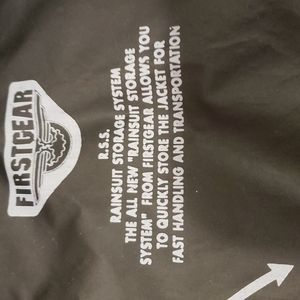 FIRSTGEAR
R.S.S.
RAINSUIT STORAGE SYSTEM
THE ALL NEW "RAINSUIT STORAGE
SYSTEM" FROM FIRSTGEAR ALLOWS YOU
TO QUICKLY STORE THE JACKET FOR
FAST HANDLING AND TRANSPORTATION